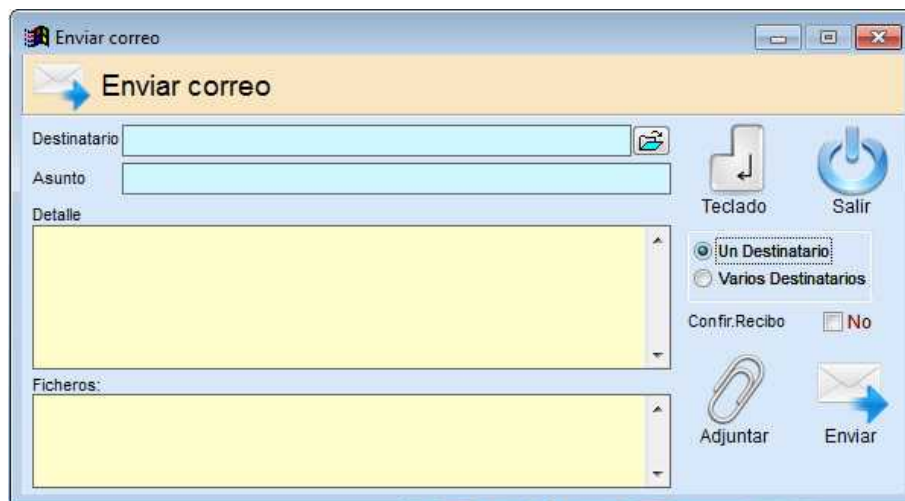 Enviar correo
Enviar correo
Destinatario
Asunto
Teclado
Salir
Detalle
Un Destinatario
Varios Destinatarios
Confir.Recibo
No
Ficheros:
Adjuntar
Enviar